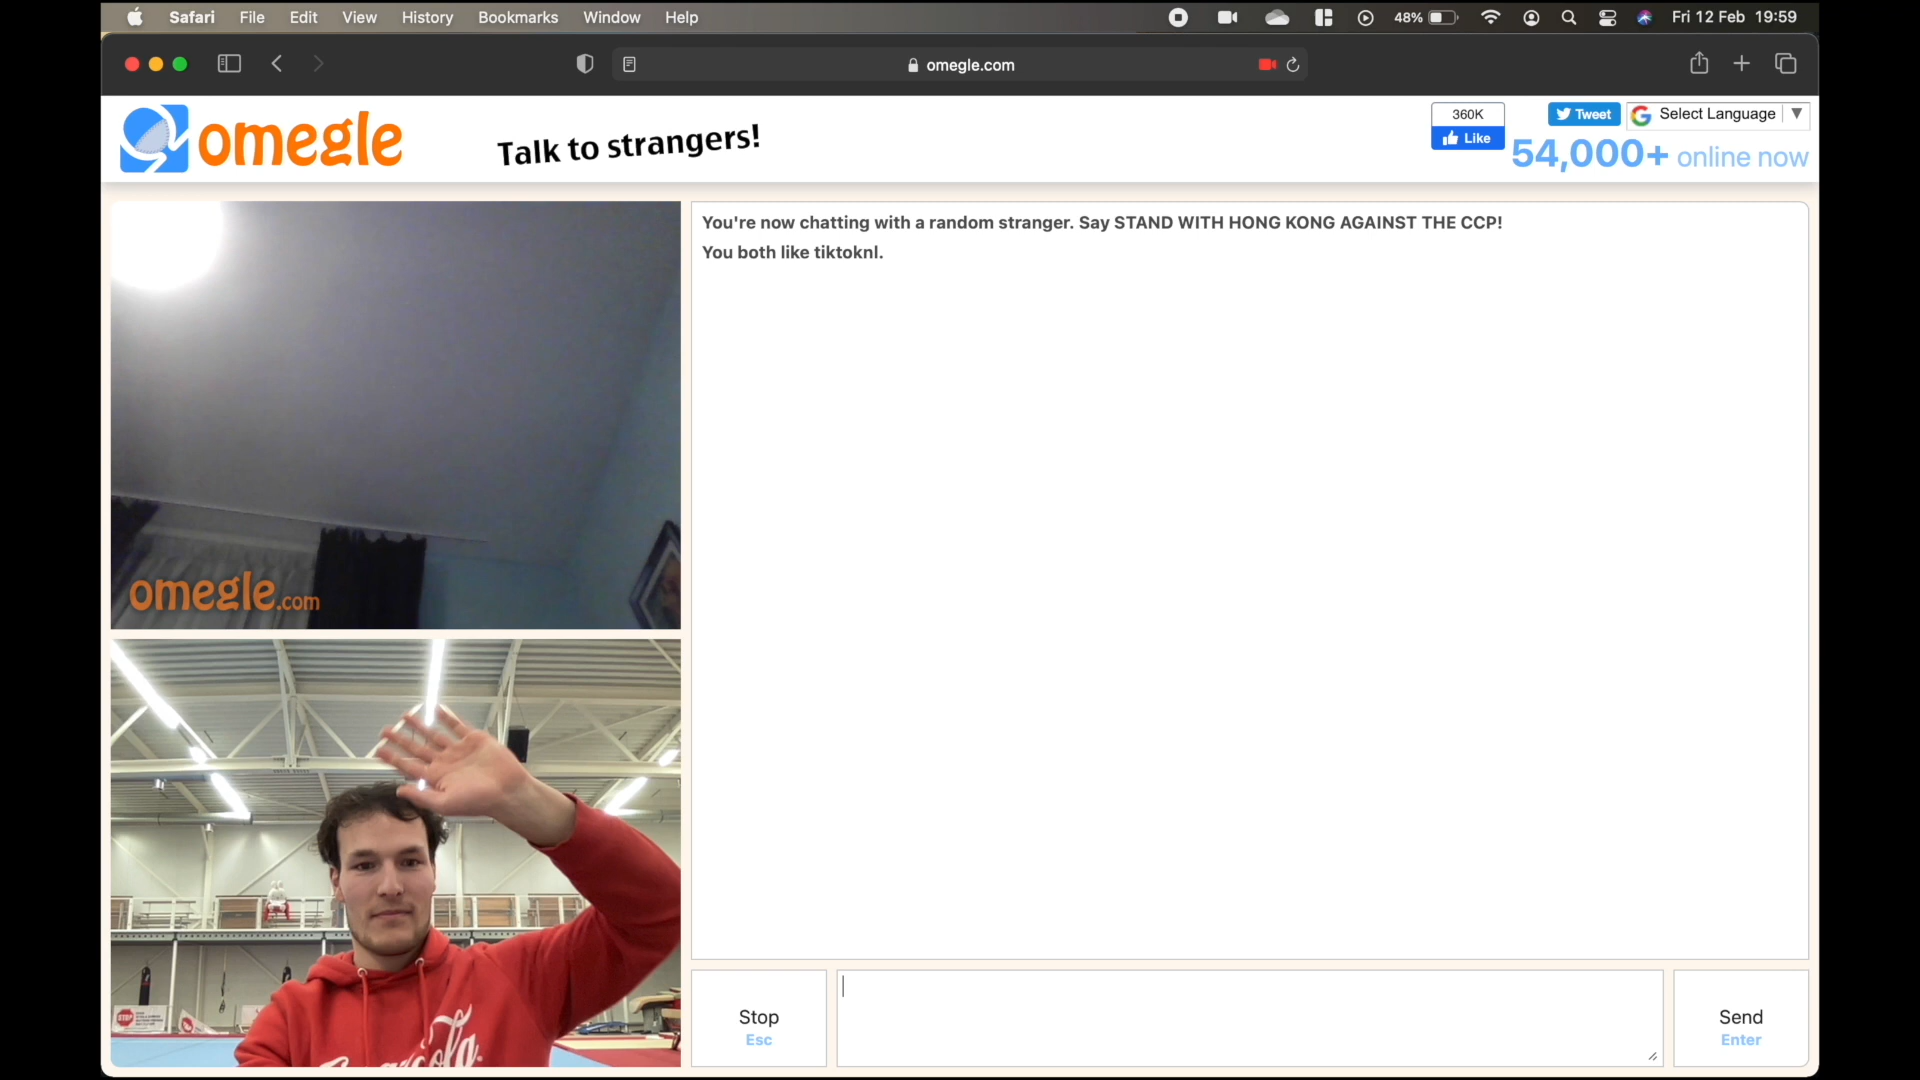 Safari File Edit View History Bookmarks Window Help 48% Fri 12 Feb 19:59
omegle.com
omegle Talk to strangers!
360K
Like
Tweet
Select Language
54,000+ online now
You're now chatting with a random stranger. Say STAND WITH HONG KONG AGAINST THE CCP!
You both like tiktoknl.
omegle.com
STOP
Stop
Esc
Send
Enter